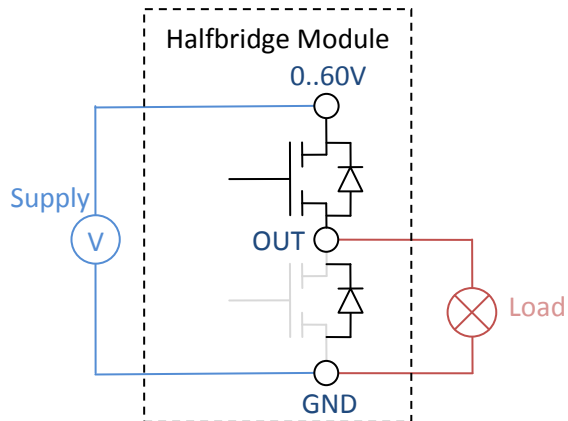 Halfbridge Module
0..60V
Supply
V
OUT
Load
GND